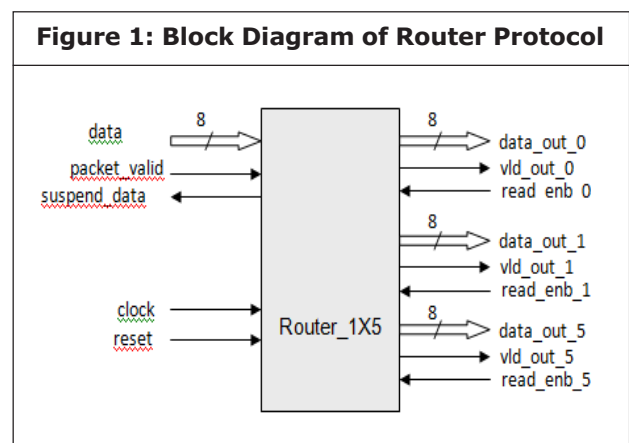 Figure 1: Block Diagram of Router Protocol
8
data
packet_valid
suspend_data
clock
reset
Router_1X5
8
data_out_0
vld_out_0
read_enb_0
8
data_out_1
vld_out_1
read_enb_1
8
data_out_5
vld_out_5
read_enb_5